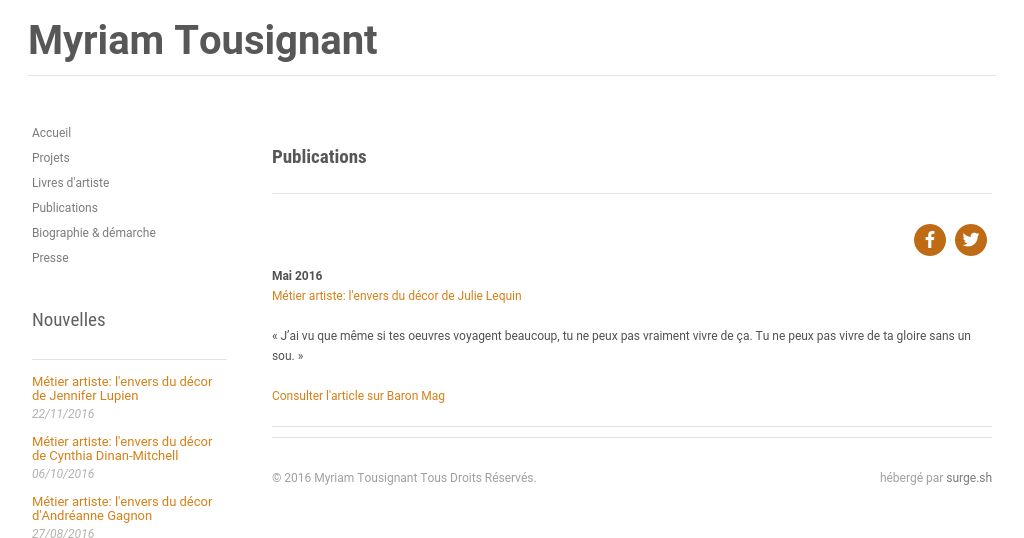 Myriam Tousignant
Accueil
Projets
Livres d'artiste
Publications
Biographie & démarche
Presse
Nouvelles
Métier artiste: l'envers du décor
de Jennifer Lupien
22/11/2016
Métier artiste: l'envers du décor
de Cynthia Dinan-Mitchell
06/10/2016
Métier artiste: l'envers du décor
d'Andréanne Gagnon
27/08/2016
Publications
Mai 2016
Métier artiste: l'envers du décor de Julie Lequin
« J’ai vu que même si tes oeuvres voyagent beaucoup, tu ne peux pas vraiment vivre de ça. Tu ne peux pas vivre de ta gloire sans un
sou. »
Consulter l'article sur Baron Mag
© 2016 Myriam Tousignant Tous Droits Réservés.
hébergé par surge.sh